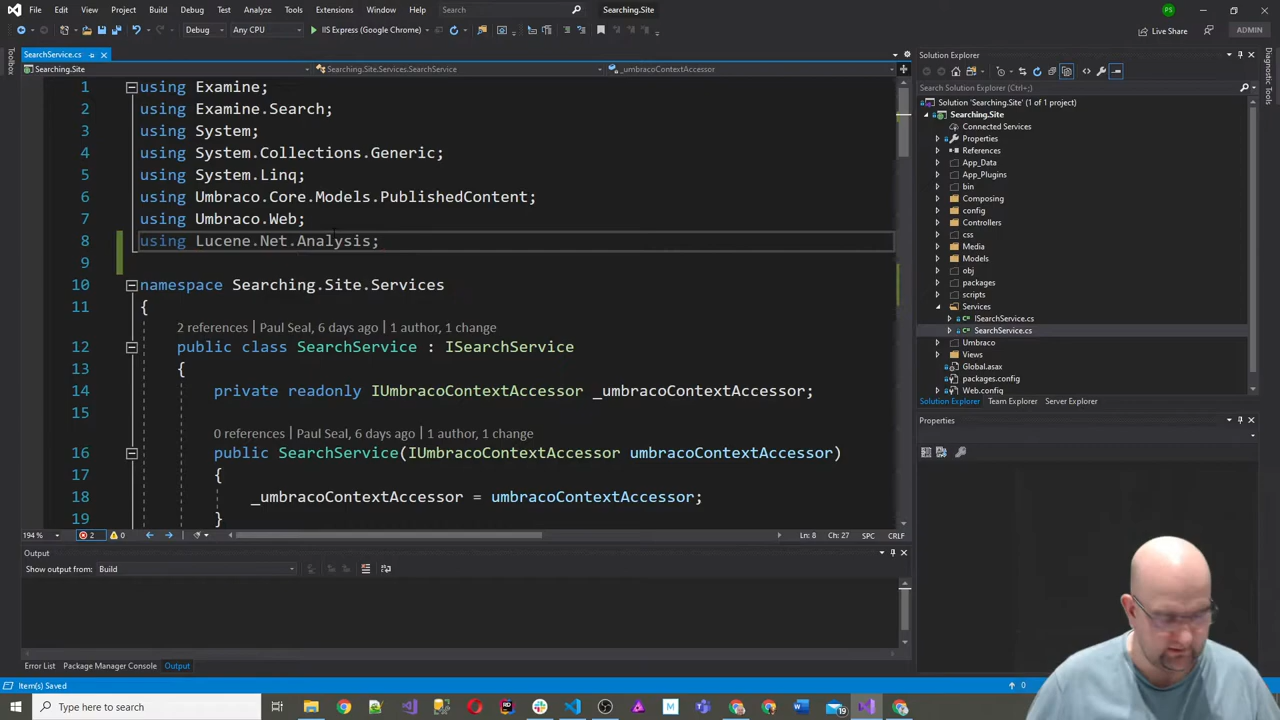 File Edit View Project Build Debug Test Analyze Tools Extensions Window Help Search Searching.Site PS
Debug Any CPU IIS Express (Google Chrome) Live Share ADMIN
Toolbox
SearchService.cs
Searching.Site Searching.Site.Services.SearchService _umbracoContextAccessor
1 using Examine;
2 using Examine.Search;
3 using System;
4 using System.Collections.Generic;
5 using System.Linq;
6 using Umbraco.Core.Models.PublishedContent;
7 using Umbraco.Web;
8 using Lucene.Net.Analysis;
9
10 namespace Searching.Site.Services
11 {
2 references | Paul Seal, 6 days ago | 1 author, 1 change
12 public class SearchService : ISearchService
13 {
14 private readonly IUmbracoContextAccessor _umbracoContextAccessor;
15
0 references | Paul Seal, 6 days ago | 1 author, 1 change
16 public SearchService(IUmbracoContextAccessor umbracoContextAccessor)
17 {
18 _umbracoContextAccessor = umbracoContextAccessor;
19 }
194 % 2 0 Ln: 8 Ch: 27 SPC CRLF
Output
Show output from: Build
Error List Package Manager Console Output
Item(s) Saved 0
Solution Explorer
Search Solution Explorer (Ctrl+;)
Solution 'Searching.Site' (1 of 1 project)
Searching.Site
Connected Services
Properties
References
App_Data
App_Plugins
bin
Composing
config
Controllers
css
Media
Models
obj
packages
scripts
Services
ISearchService.cs
SearchService.cs
Umbraco
Views
Global.asax
packages.config
Web.config
Solution Explorer Team Explorer Server Explorer
Properties
Diagnostic Tools
Type here to search 19